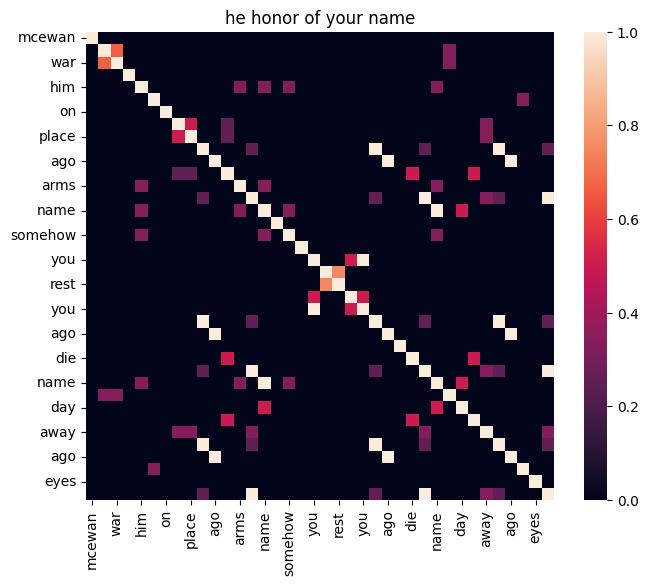 he honor of your name
mcewan
war
him
on
place
ago
arms
name
somehow
you
rest
you
ago
die
name
day
away
ago
eyes
mcewan
war
him
on
place
ago
arms
name
somehow
you
rest
you
ago
die
name
day
away
ago
eyes
1.0
0.8
0.6
0.4
0.2
0.0